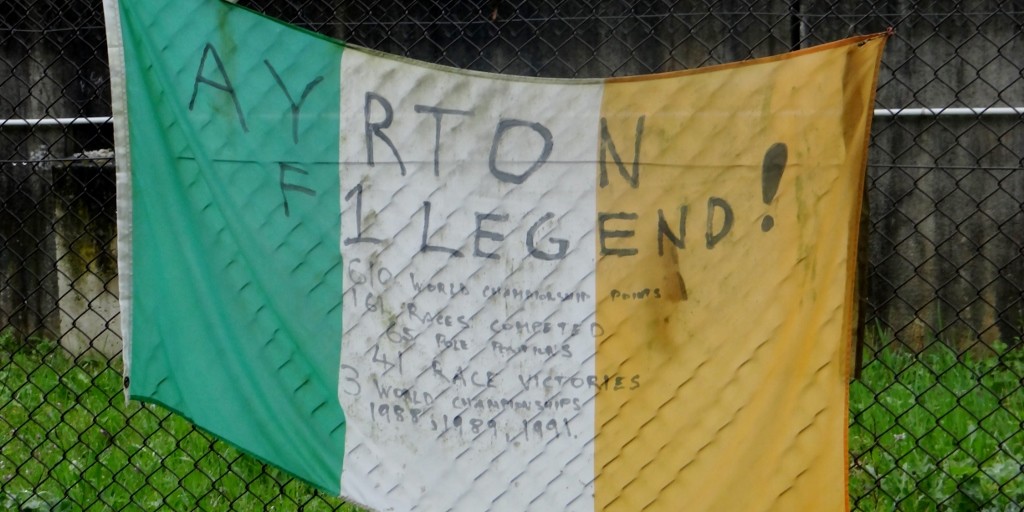 AYRTON
F1 LEGEND!
610 WORLD CHAMPIONSHIP POINTS
161 RACES COMPETED
65 POLE POSITIONS
41 RACE VICTORIES
3 WORLD CHAMPIONSHIPS
1988, 1989, 1991.